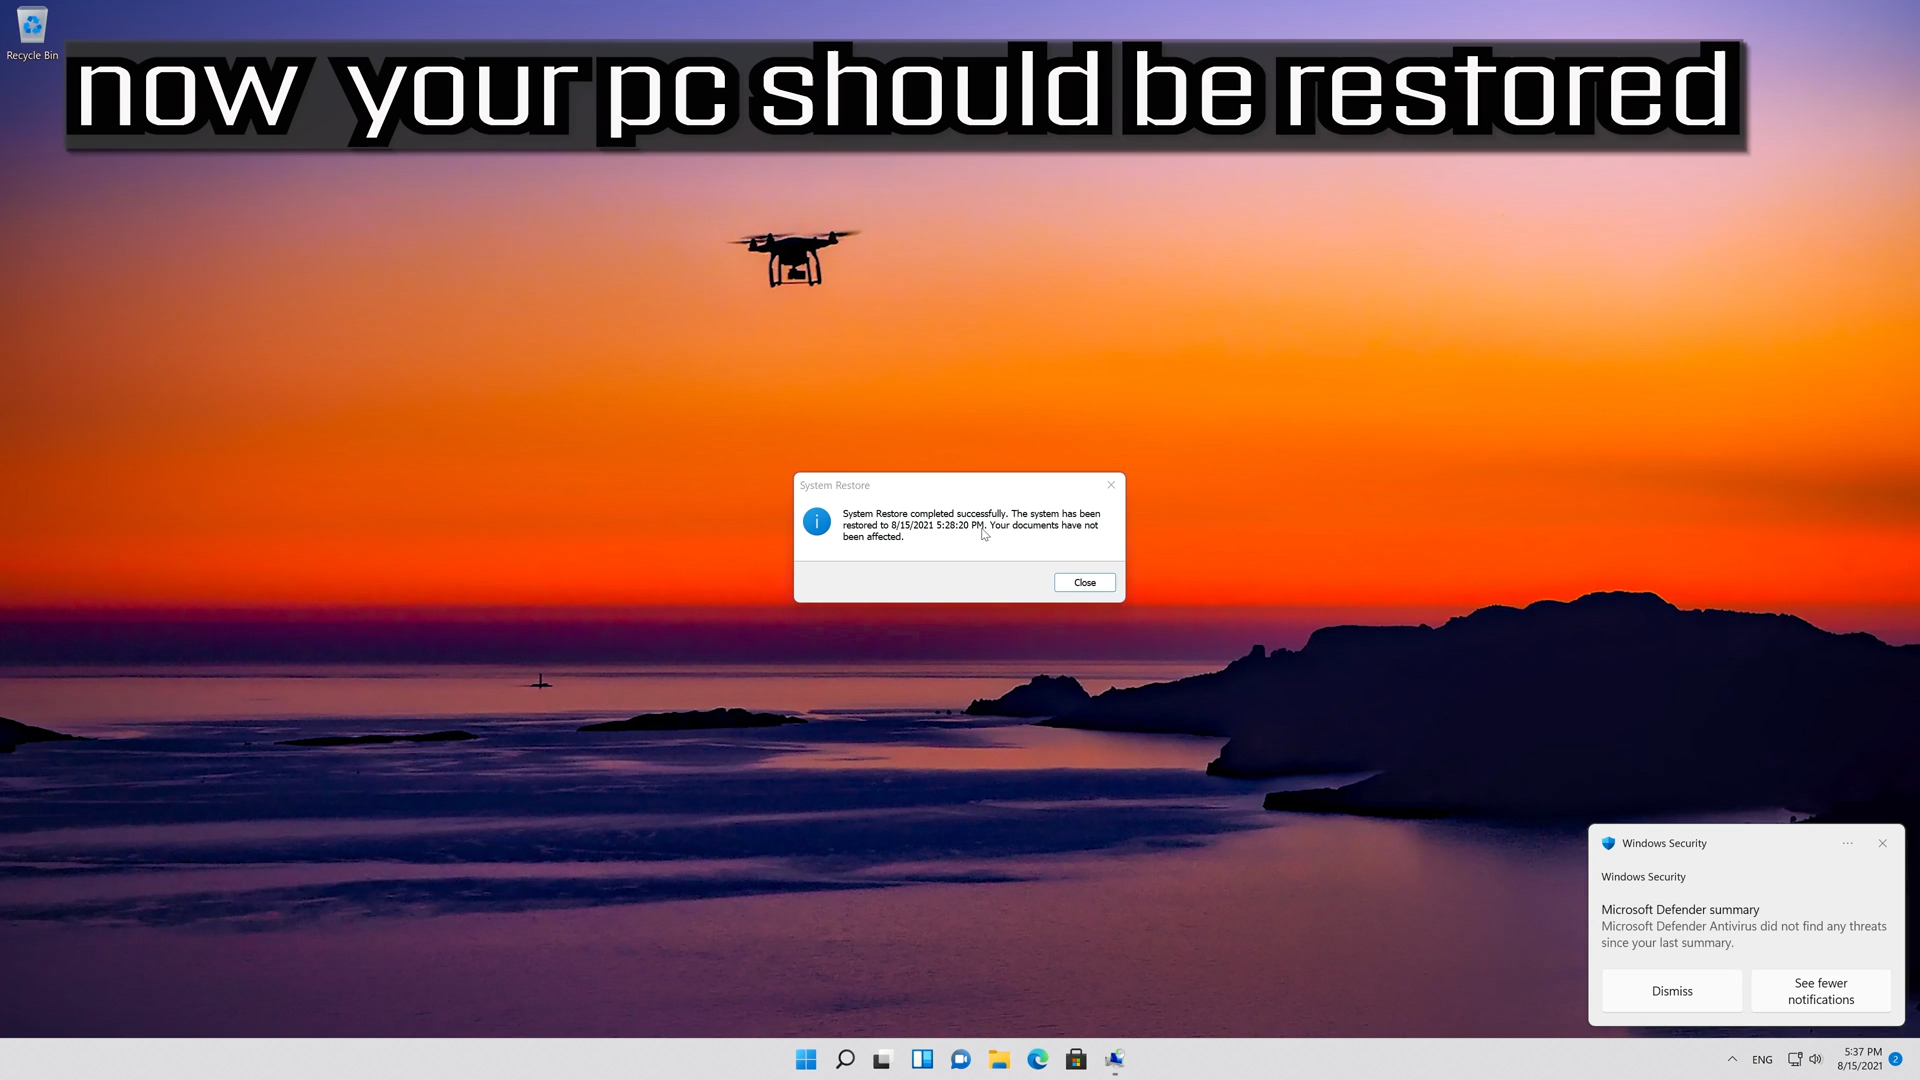 Recycle Bin
now your pc should be restored
System Restore
System Restore completed successfully. The system has been
restored to 8/15/2021 5:28:20 PM. Your documents have not
been affected.
Close
Windows Security
Windows Security
Microsoft Defender summary
Microsoft Defender Antivirus did not find any threats
since your last summary.
Dismiss
See fewer
notifications
ENG
5:37 PM
8/15/2021
2